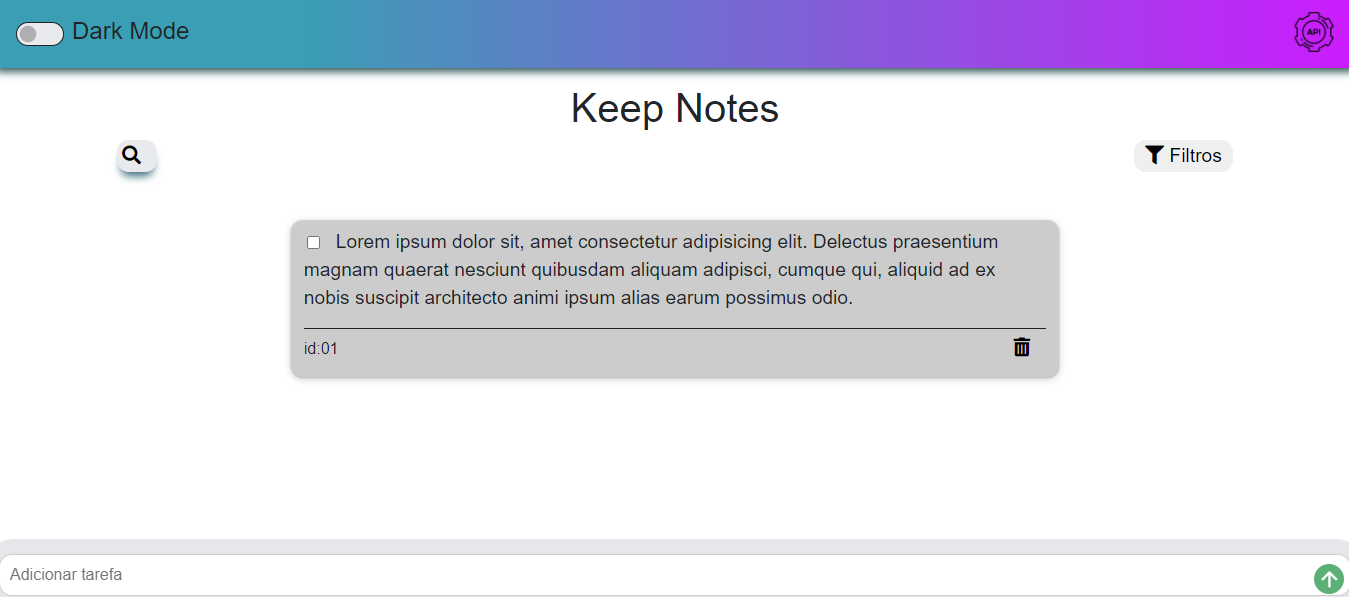 Dark Mode
API
Keep Notes
Filtros
Lorem ipsum dolor sit, amet consectetur adipisicing elit. Delectus praesentium
magnam quaerat nesciunt quibusdam aliquam adipisci, cumque qui, aliquid ad ex
nobis suscipit architecto animi ipsum alias earum possimus odio.
id:01
Adicionar tarefa